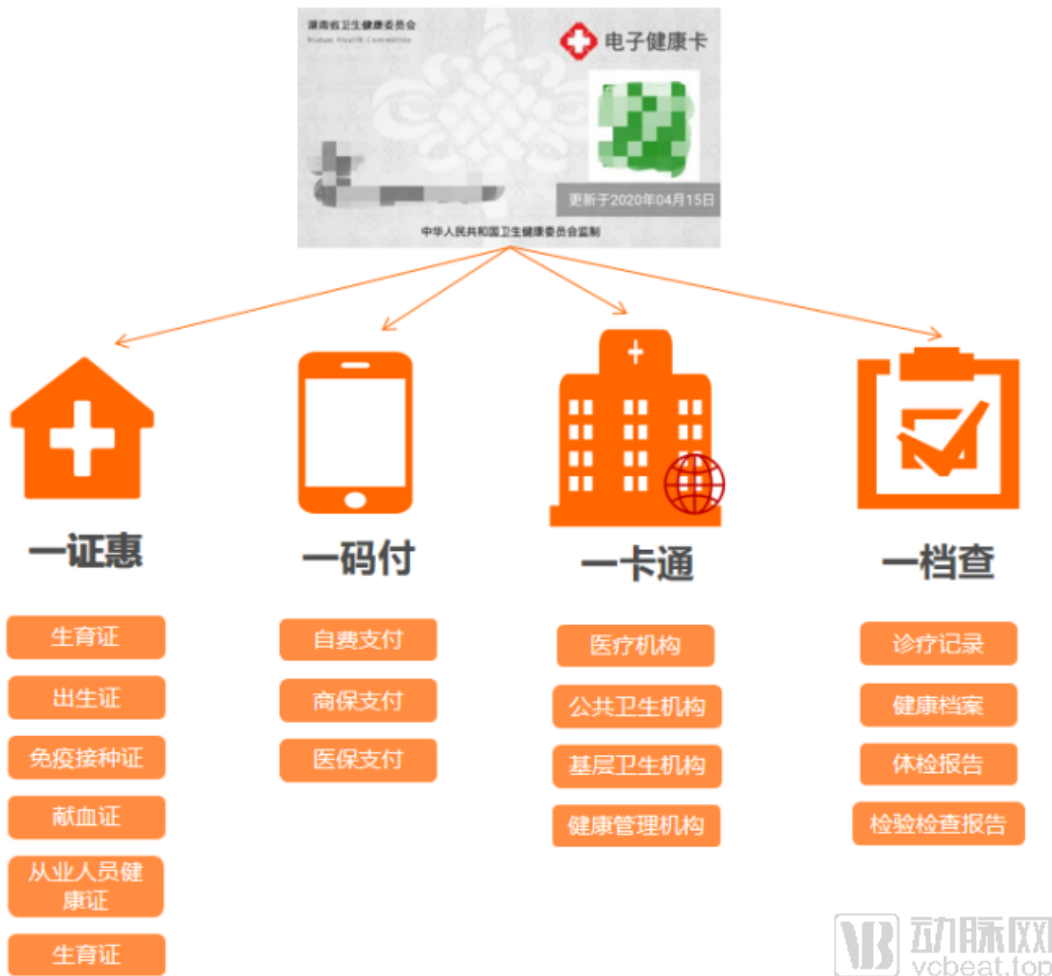 湖南省卫生健康委员会
Hunan Health Committee
电子健康卡
更新于2020年04月15日
中华人民共和国卫生健康委员会监制
一证惠
生育证
出生证
免疫接种证
献血证
从业人员健
康证
生育证
一码付
自费支付
商保支付
医保支付
一卡通
医疗机构
公共卫生机构
基层卫生机构
健康管理机构
一档查
诊疗记录
健康档案
体检报告
检验检查报告
VB 动脉网
vcbeat.top